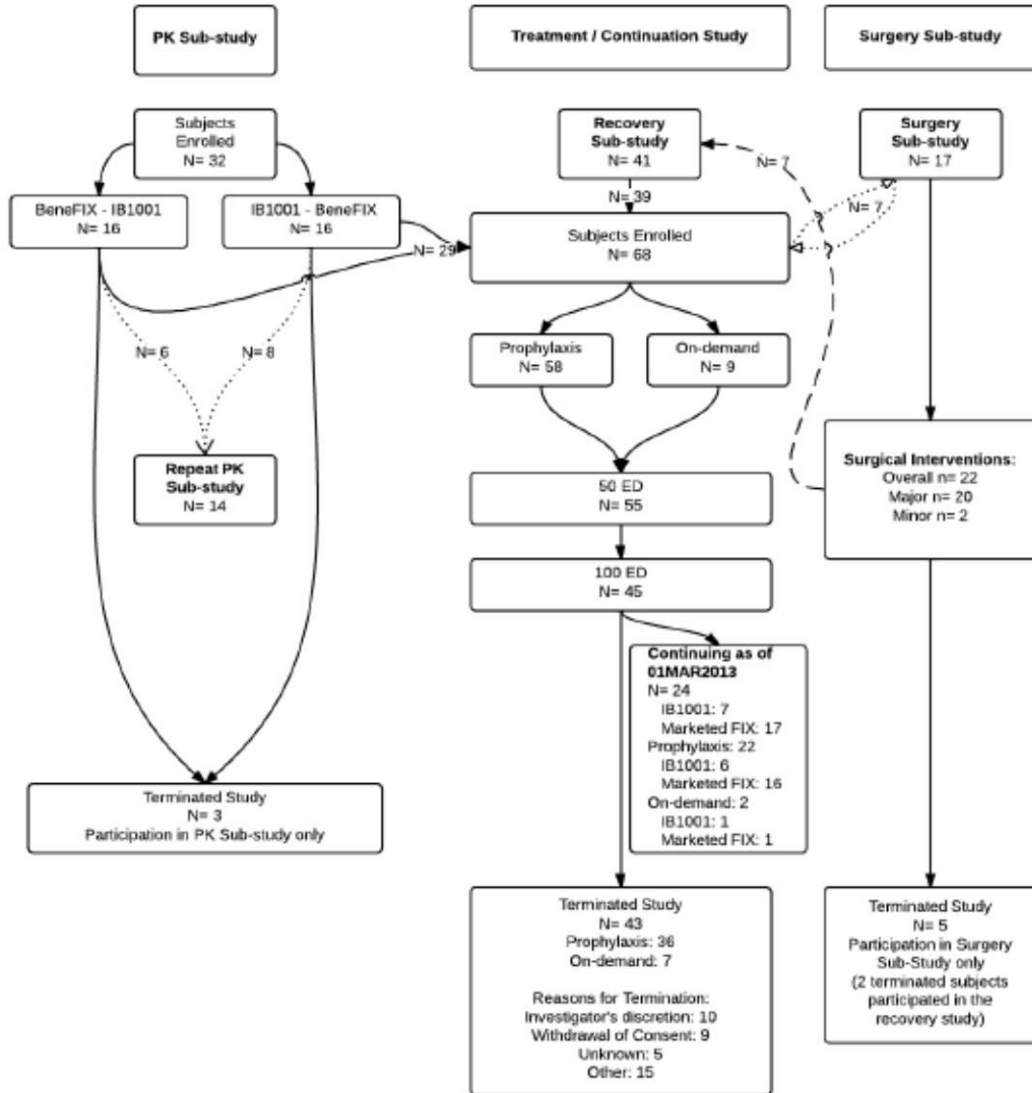 PK Sub-study
Treatment / Continuation Study
Surgery Sub-study
Subjects
Enrolled
N= 32
BeneFIX - IB1001
N= 16
IB1001 - BeneFIX
N= 16
N= 29
N= 6
N= 8
Repeat PK
Sub-study
N= 14
Terminated Study
N= 3
Participation in PK Sub-study only
Recovery
Sub-study
N= 41
N= 39
Subjects Enrolled
N= 68
Prophylaxis
N= 58
On-demand
N= 9
50 ED
N= 55
100 ED
N= 45
Continuing as of
01MAR2013
N= 24
IB1001: 7
Marketed FIX: 17
Prophylaxis: 22
IB1001: 6
Marketed FIX: 16
On-demand: 2
IB1001: 1
Marketed FIX: 1
Terminated Study
N= 43
Prophylaxis: 36
On-demand: 7
Reasons for Termination:
Investigator's discretion: 10
Withdrawal of Consent: 9
Unknown: 5
Other: 15
Surgery
Sub-study
N= 17
N= 7
N= 7
Surgical Interventions:
Overall n= 22
Major n= 20
Minor n= 2
Terminated Study
N= 5
Participation in Surgery
Sub-Study only
(2 terminated subjects
participated in the
recovery study)